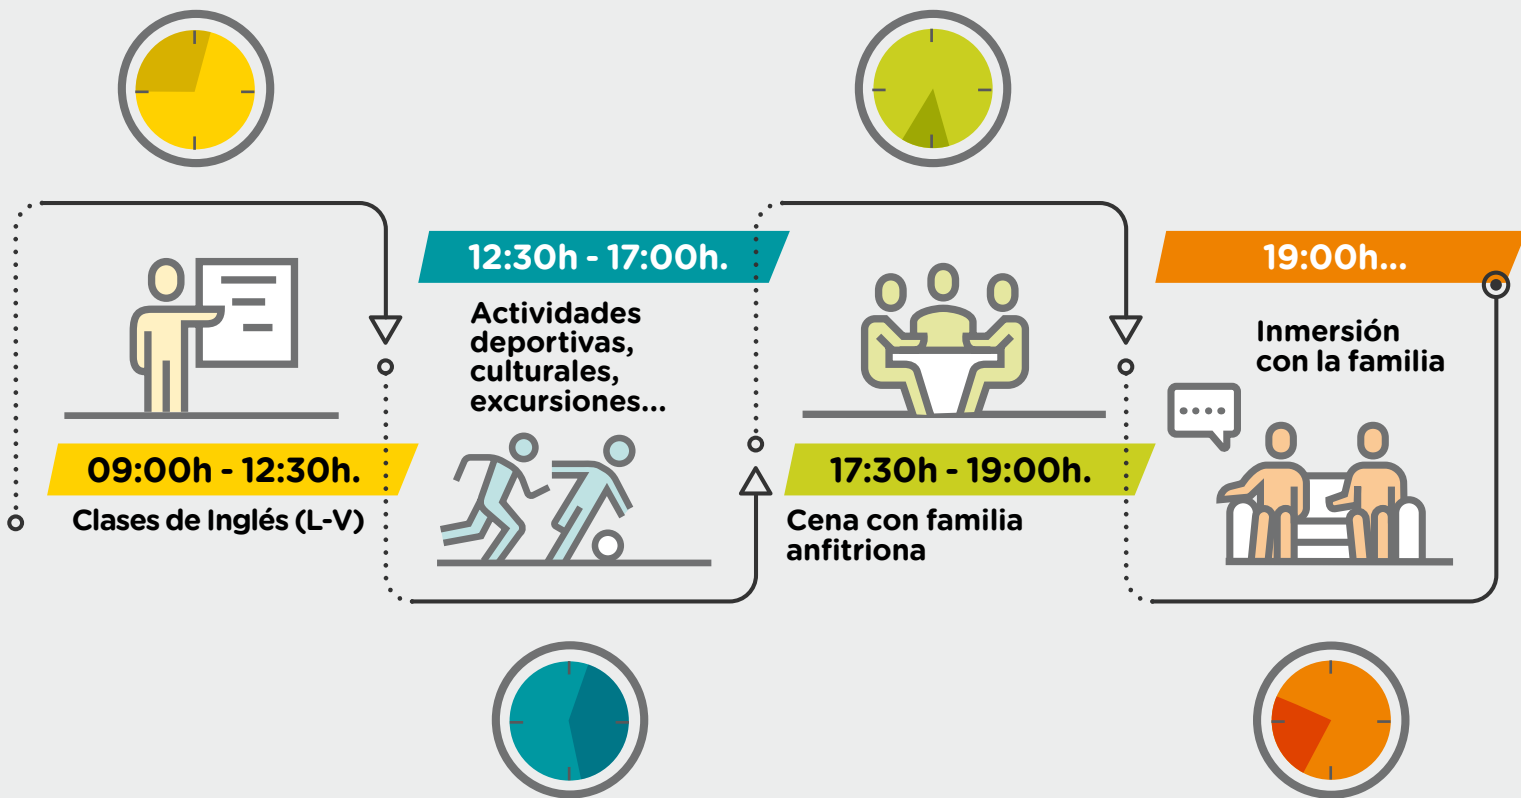 09:00h - 12:30h.
Clases de Inglés (L-V)
12:30h - 17:00h.
Actividades
deportivas,
culturales,
excursiones...
17:30h - 19:00h.
Cena con familia
anfitriona
19:00h...
Inmersión
con la familia